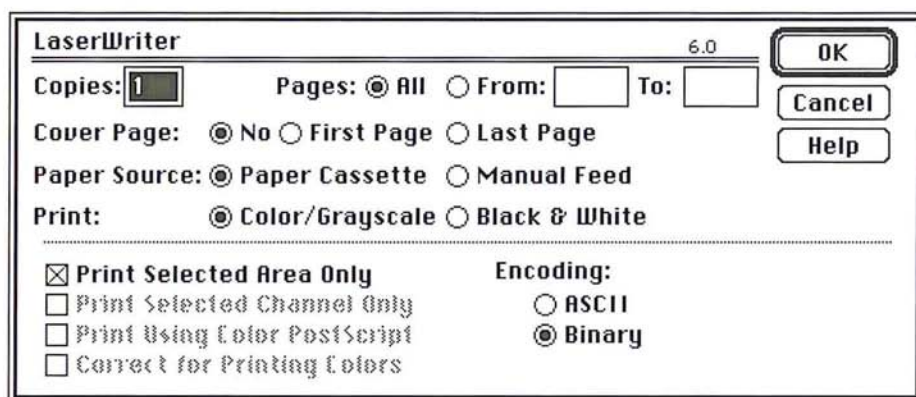 LaserWriter 6.0 OK
Copies: 1 Pages: All From: To: Cancel
Cover Page: No First Page Last Page Help
Paper Source: Paper Cassette Manual Feed
Print: Color/Grayscale Black & White
Print Selected Area Only Encoding:
Print Selected Channel Only ASCII
Print Using Color PostScript Binary
Correct for Printing Colors